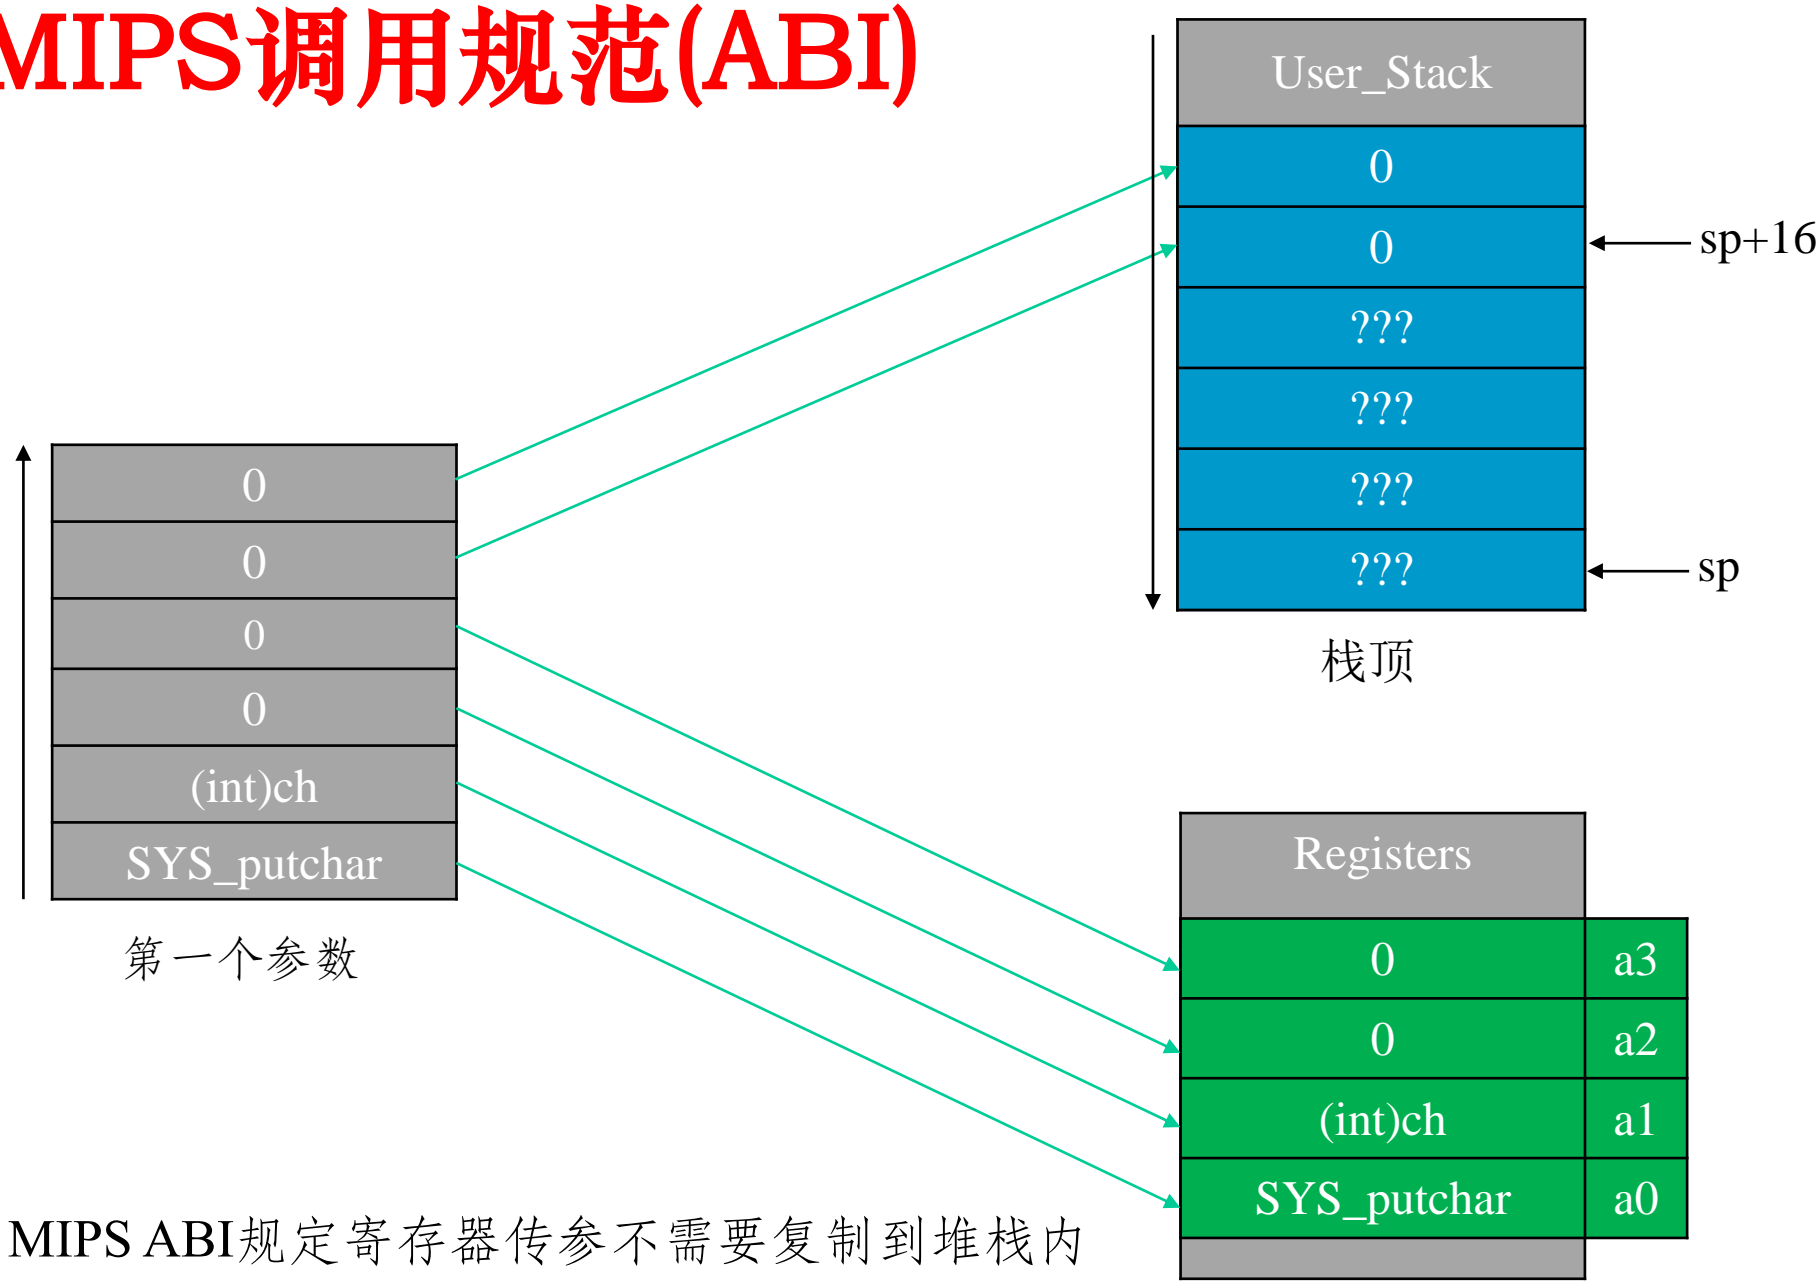 MIPS调用规范(ABI)
User_Stack
0
0
sp+16
???
???
???
???
sp
栈顶
0
0
0
0
(int)ch
SYS_putchar
第一个参数
Registers
0 a3
0 a2
(int)ch a1
SYS_putchar a0
MIPS ABI规定寄存器传参不需要复制到堆栈内